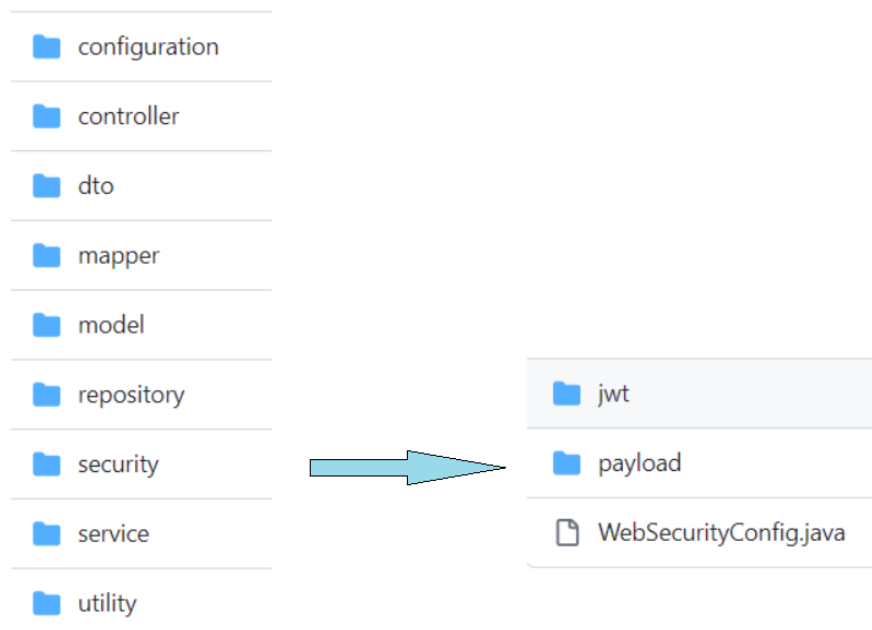 configuration
controller
dto
mapper
model
repository
security
service
utility
jwt
payload
WebSecurityConfig.java